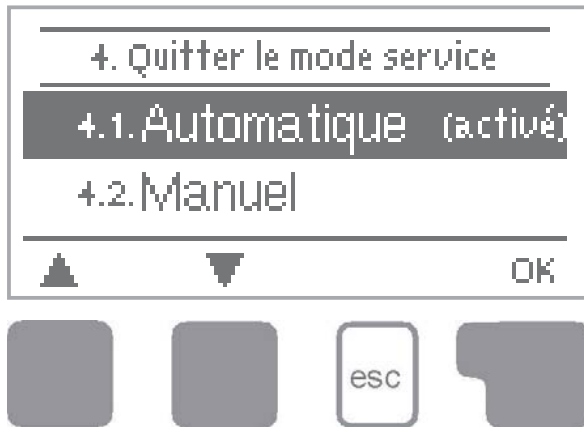 4. Quitter le mode service
4.1. Automatique (activé)
4.2. Manuel
▲ ▼ OK
esc